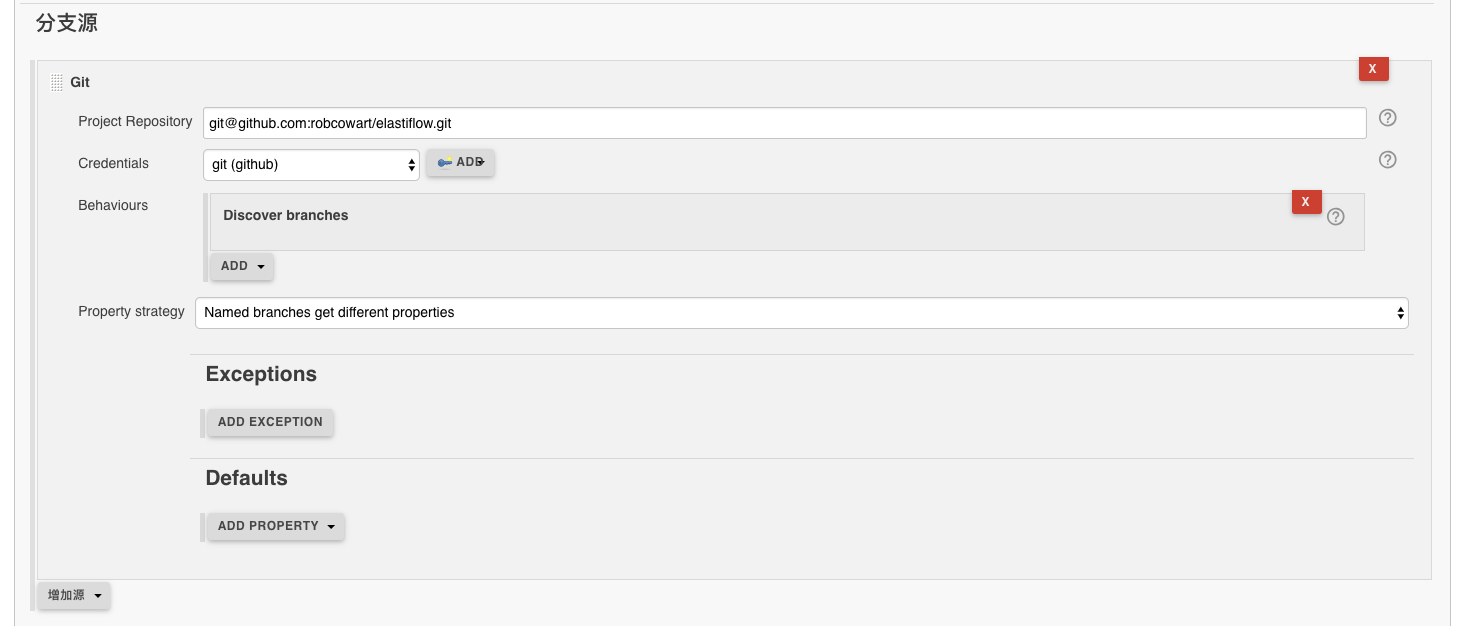 分支源
Git
X
Project Repository
git@github.com:robcowart/elastiflow.git
?
Credentials
git (github)
ADD
?
Behaviours
Discover branches
X
?
ADD
Property strategy
Named branches get different properties
Exceptions
ADD EXCEPTION
Defaults
ADD PROPERTY
增加源